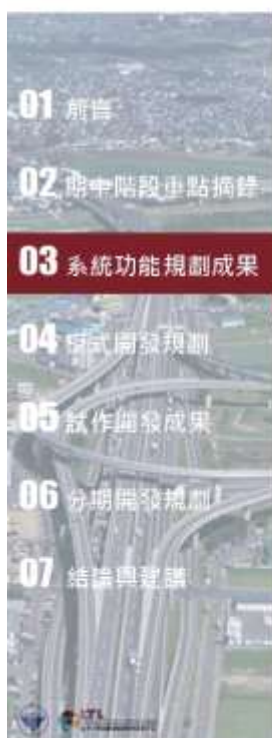 01 前言
02 期中階段重點摘錄
03 系統功能規劃成果
04 程式開發規劃
05 試作開發成果
06 分期開發規劃
07 結論與建議